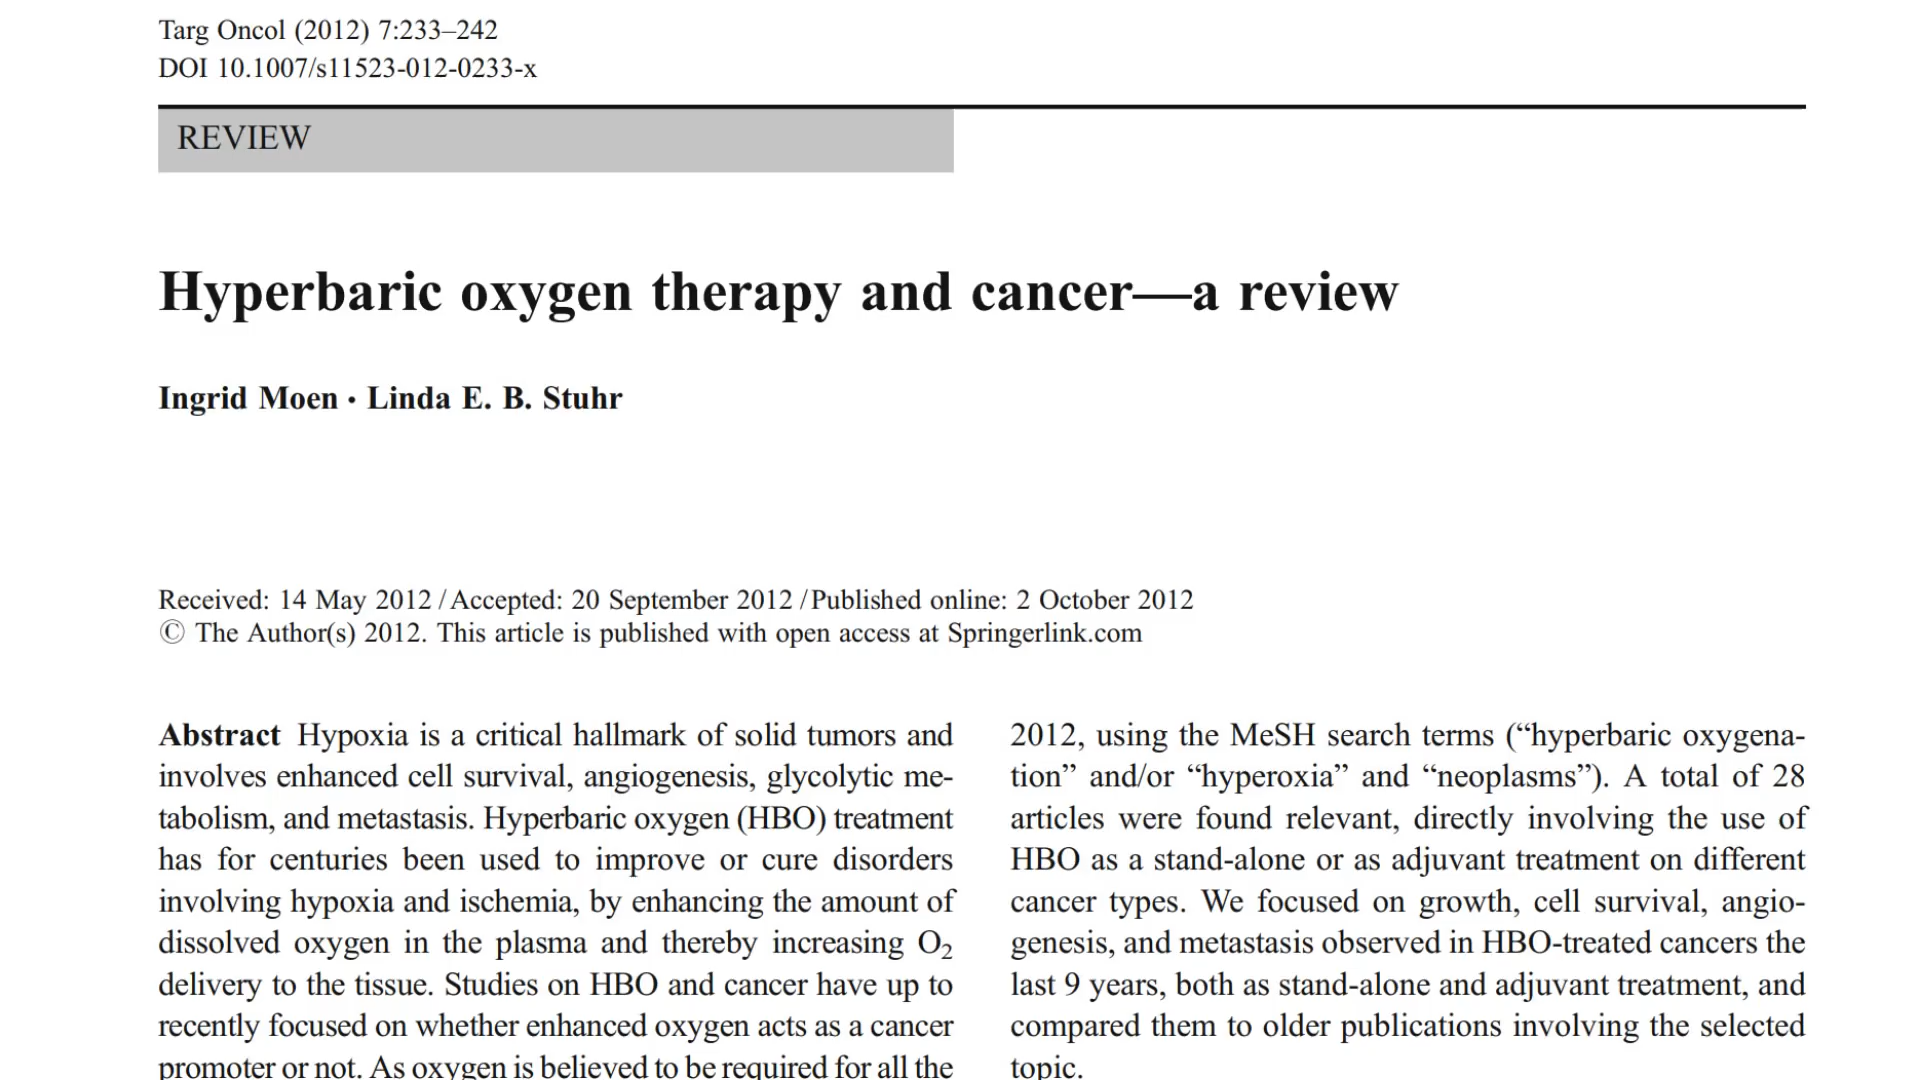 Targ Oncol (2012) 7:233–242
DOI 10.1007/s11523-012-0233-x
REVIEW
Hyperbaric oxygen therapy and cancer—a review
Ingrid Moen · Linda E. B. Stuhr
Received: 14 May 2012 / Accepted: 20 September 2012 / Published online: 2 October 2012
© The Author(s) 2012. This article is published with open access at Springerlink.com
Abstract Hypoxia is a critical hallmark of solid tumors and
involves enhanced cell survival, angiogenesis, glycolytic me-
tabolism, and metastasis. Hyperbaric oxygen (HBO) treatment
has for centuries been used to improve or cure disorders
involving hypoxia and ischemia, by enhancing the amount of
dissolved oxygen in the plasma and thereby increasing O₂
delivery to the tissue. Studies on HBO and cancer have up to
recently focused on whether enhanced oxygen acts as a cancer
promoter or not. As oxygen is believed to be required for all the
2012, using the MeSH search terms (“hyperbaric oxygena-
tion” and/or “hyperoxia” and “neoplasms”). A total of 28
articles were found relevant, directly involving the use of
HBO as a stand-alone or as adjuvant treatment on different
cancer types. We focused on growth, cell survival, angio-
genesis, and metastasis observed in HBO-treated cancers the
last 9 years, both as stand-alone and adjuvant treatment, and
compared them to older publications involving the selected
topic.